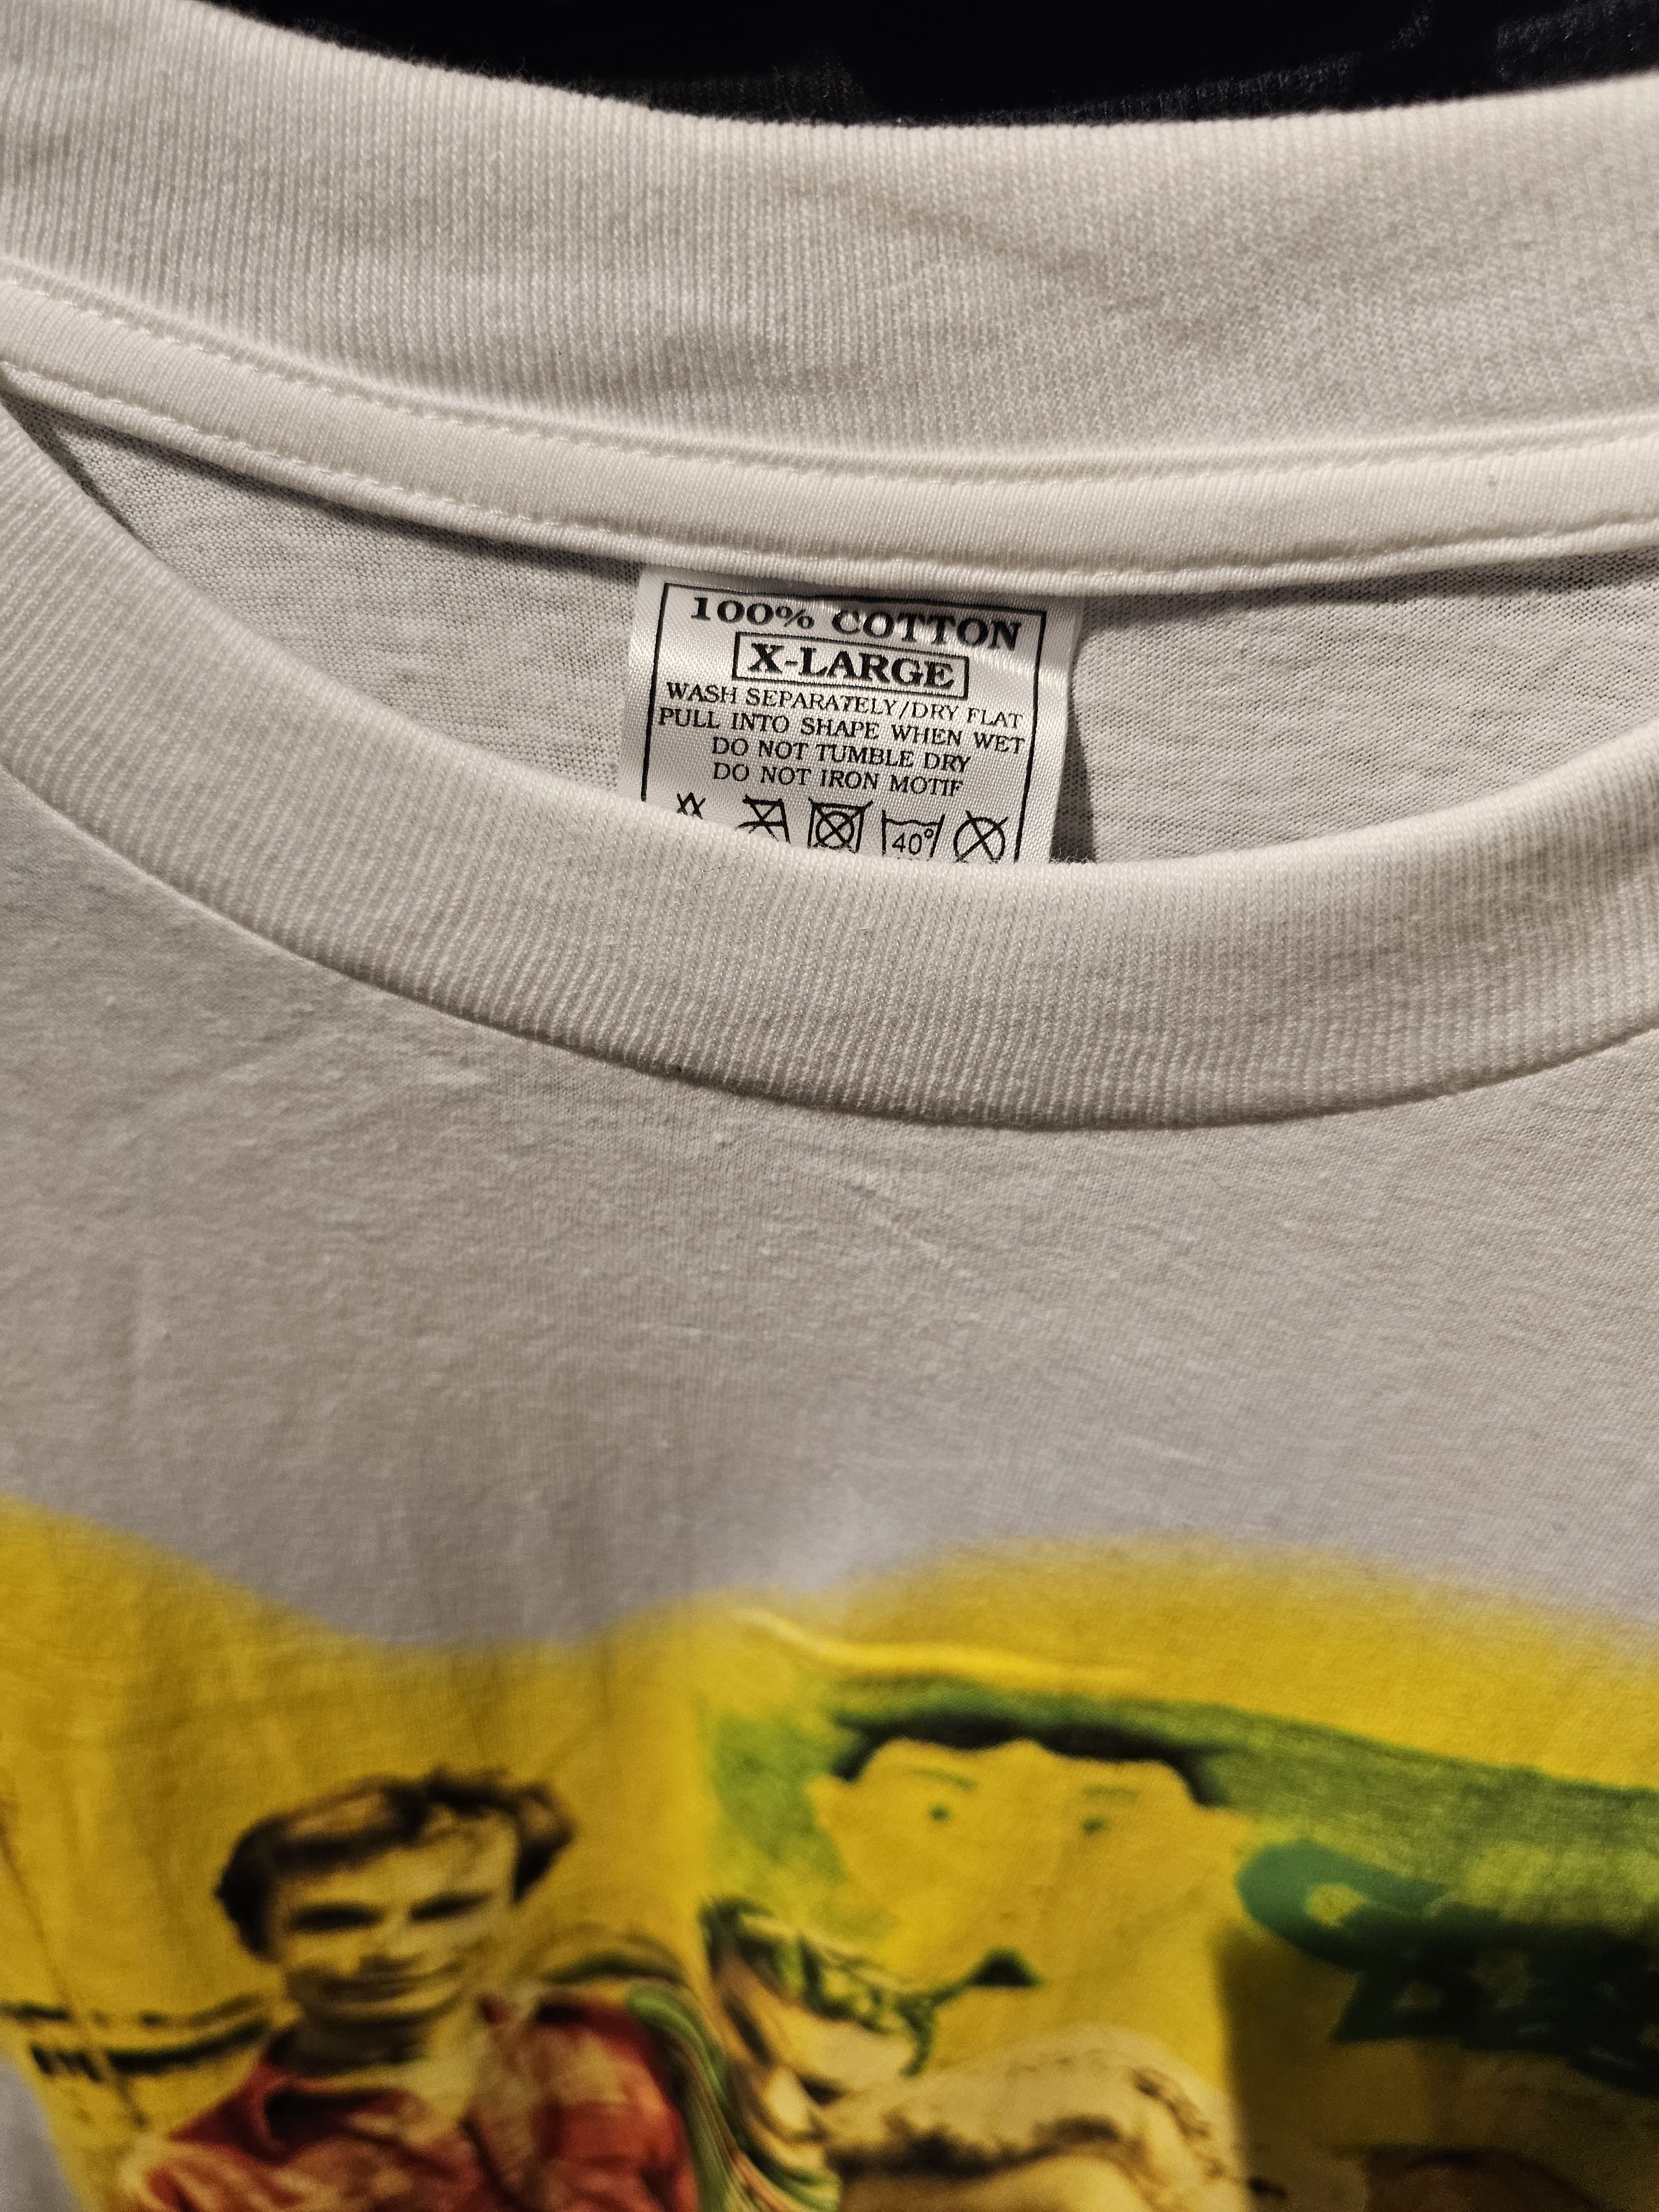 100% COTTON
X-LARGE
WASH SEPARATELY/DRY FLAT
PULL INTO SHAPE WHEN WET
DO NOT TUMBLE DRY
DO NOT IRON MOTIF
40°